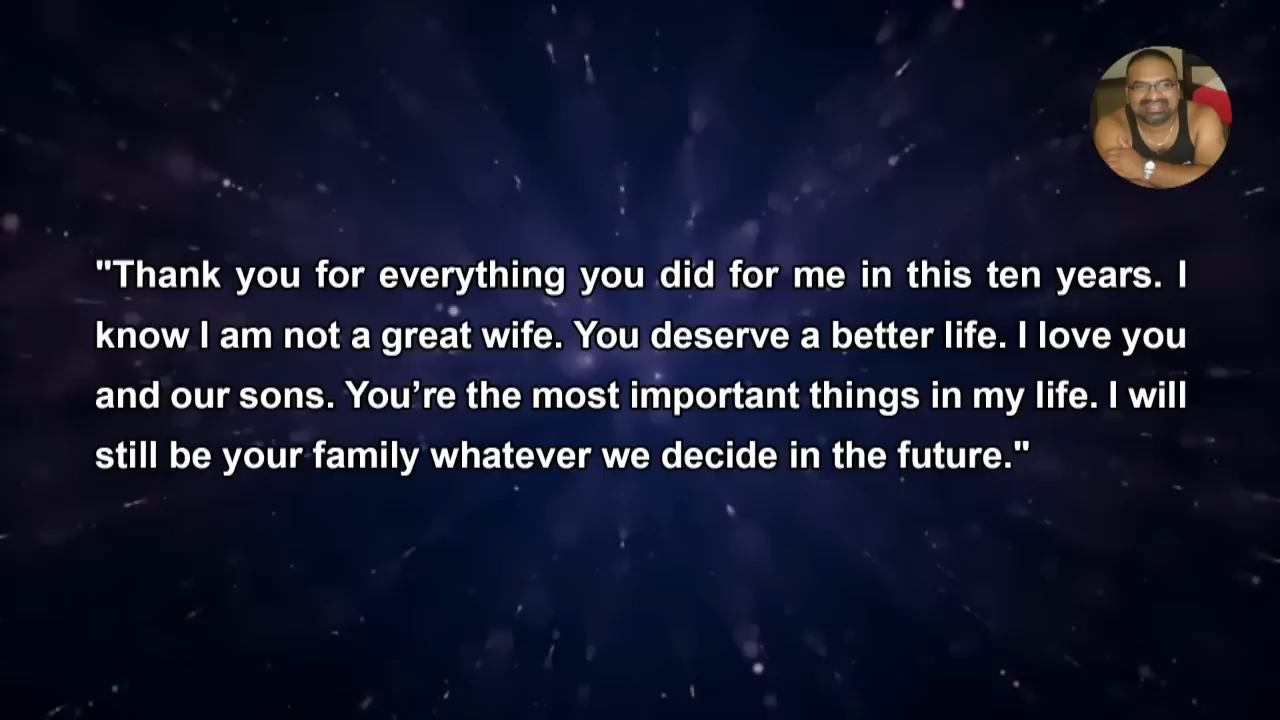 "Thank you for everything you did for me in this ten years. I
know I am not a great wife. You deserve a better life. I love you
and our sons. You’re the most important things in my life. I will
still be your family whatever we decide in the future."